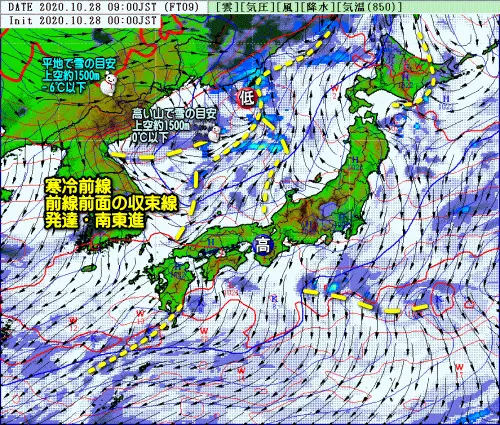 DATE 2020.10.28 09:00JST (FT09)
[雲][気圧][風][降水][気温(850)]
Init 2020.10.28 00:00JST
平地で雪の目安
上空約1500m
-6℃以下
低
高い山で雪の目安
上空約1500m
0℃以下
寒冷前線
前線前面の収束線
発達・南東進
高
H
H
H
K
W
W
W
W